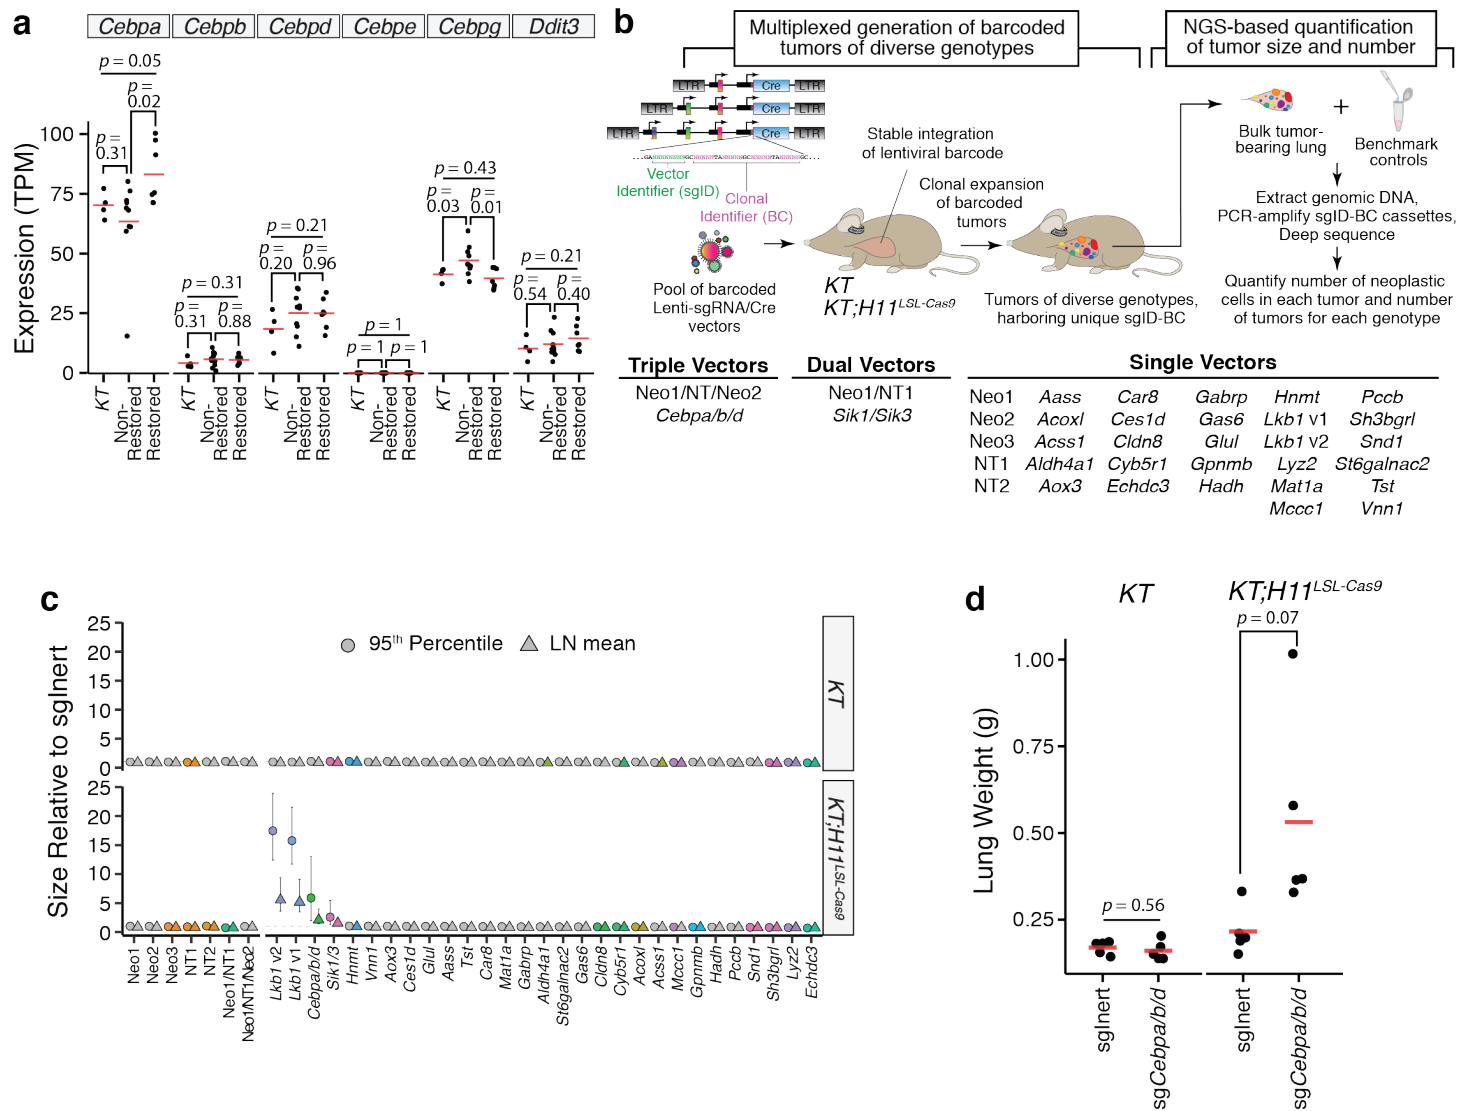 a
Cebpa Cebpb Cebpd Cebpe Cebpg Ddit3
Expression (TPM)
100
75
50
25
0
p = 0.05
p =
0.02
p =
0.31
p = 0.31
p =
0.31
p =
0.88
p = 0.21
p =
0.20
p =
0.96
p = 1
p = 1 p = 1
p = 0.43
p =
0.03
p =
0.01
p = 0.21
p =
0.54
p =
0.40
KT
Non-
Restored
Restored
KT
Non-
Restored
Restored
KT
Non-
Restored
Restored
KT
Non-
Restored
Restored
KT
Non-
Restored
Restored
KT
Non-
Restored
Restored
b
Multiplexed generation of barcoded
tumors of diverse genotypes
NGS-based quantification
of tumor size and number
LTR Cre LTR
LTR Cre LTR
LTR Cre LTR
Vector
Identifier (sgID)
Clonal
Identifier (BC)
Pool of barcoded
Lenti-sgRNA/Cre
vectors
Stable integration
of lentiviral barcode
Clonal expansion
of barcoded
tumors
KT
KT;H11LSL-Cas9
Tumors of diverse genotypes,
harboring unique sgID-BC
+
Bulk tumor-
bearing lung
Benchmark
controls
Extract genomic DNA,
PCR-amplify sgID-BC cassettes,
Deep sequence
Quantify number of neoplastic
cells in each tumor and number
of tumors for each genotype
Triple Vectors
Neo1/NT/Neo2
Cebpa/b/d
Dual Vectors
Neo1/NT1
Sik1/Sik3
Single Vectors
Neo1 Aass Car8 Gabrp Hnmt Pccb
Neo2 Acoxl Ces1d Gas6 Lkb1 v1 Sh3bgrl
Neo3 Acss1 Cldn8 Glul Lkb1 v2 Snd1
NT1 Aldh4a1 Cyb5r1 Gpnmb Lyz2 St6galnac2
NT2 Aox3 Echdc3 Hadh Mat1a Tst
Mccc1 Vnn1
c
Size Relative to sgInert
95th Percentile LN mean
25
20
15
10
5
0
KT
25
20
15
10
5
0
KT;H11LSL-Cas9
Neo1
Neo2
Neo3
NT1
NT2
Neo1/NT1
Neo1/NT1/Neo2
Lkb1 v2
Lkb1 v1
Cebpa/b/d
Sik1/3
Hnmt
Vnn1
Aox3
Ces1d
Glul
Aass
Tst
Car8
Mat1a
Gabrp
Aldh4a1
St6galnac2
Gas6
Cldn8
Cyb5r1
Acoxl
Acss1
Mccc1
Gpnmb
Hadh
Pccb
Snd1
Sh3bgrl
Lyz2
Echdc3
d
KT KT;H11LSL-Cas9
Lung Weight (g)
1.00
0.75
0.50
0.25
p = 0.56
p = 0.07
sgInert
sgCebpa/b/d
sgInert
sgCebpa/b/d